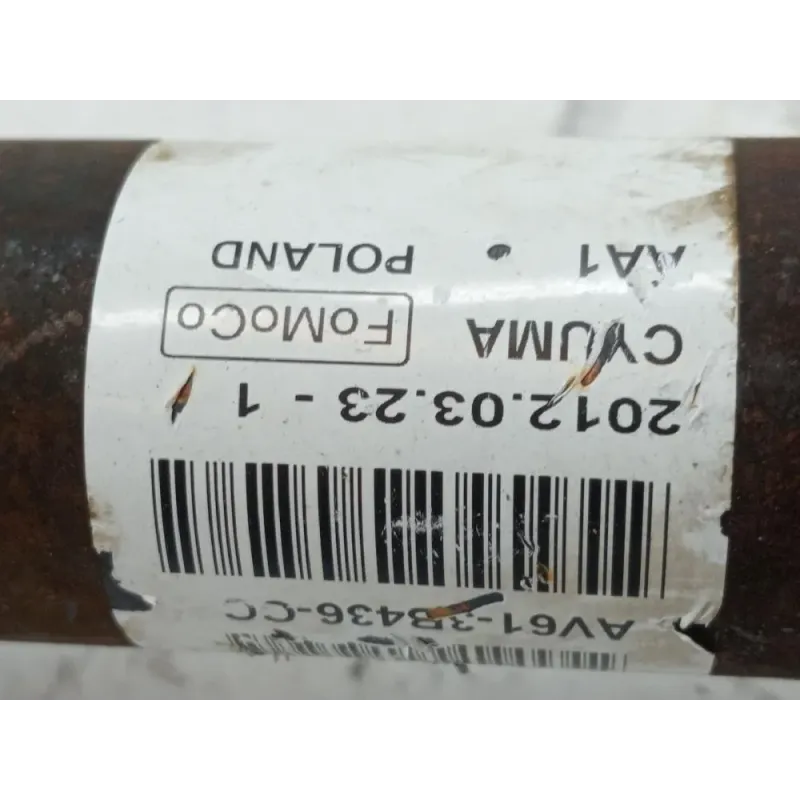 AV61-3B436-CC
2012.03.23 - 1
CYUMA FoMoCo
AA1 . POLAND